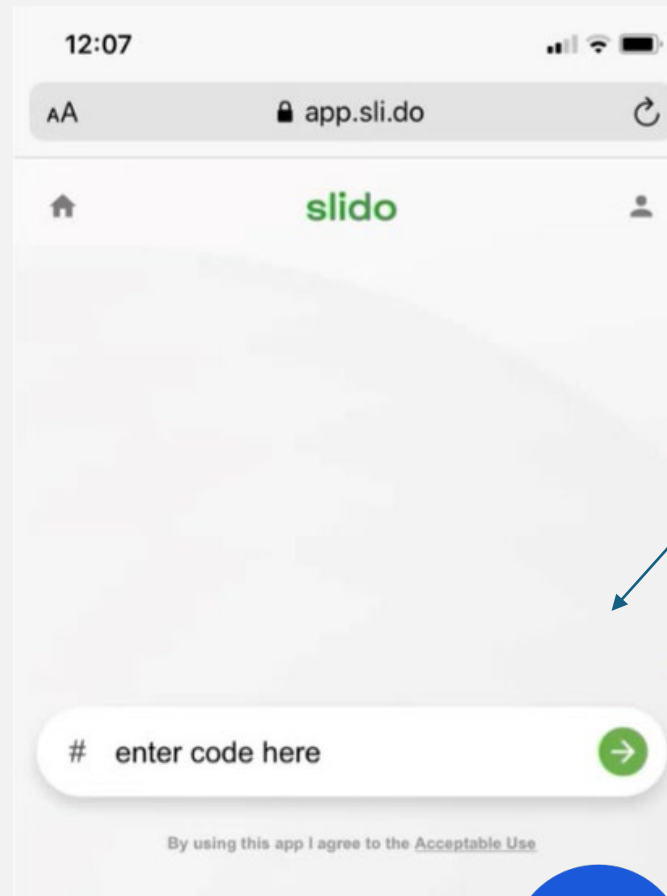 12:07
AA app.sli.do
slido
# enter code here
By using this app I agree to the Acceptable Use